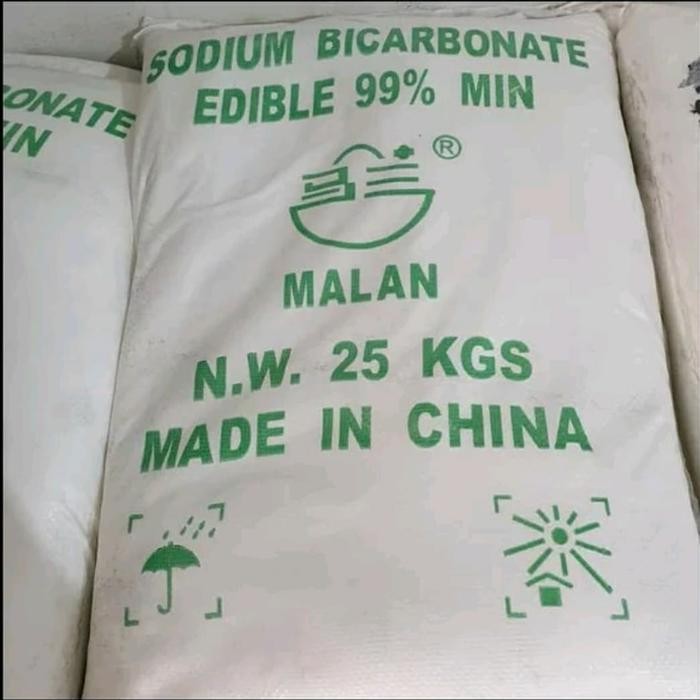 SODIUM BICARBONATE
EDIBLE 99% MIN
®
MALAN
N.W. 25 KGS
MADE IN CHINA
ONATE
IN